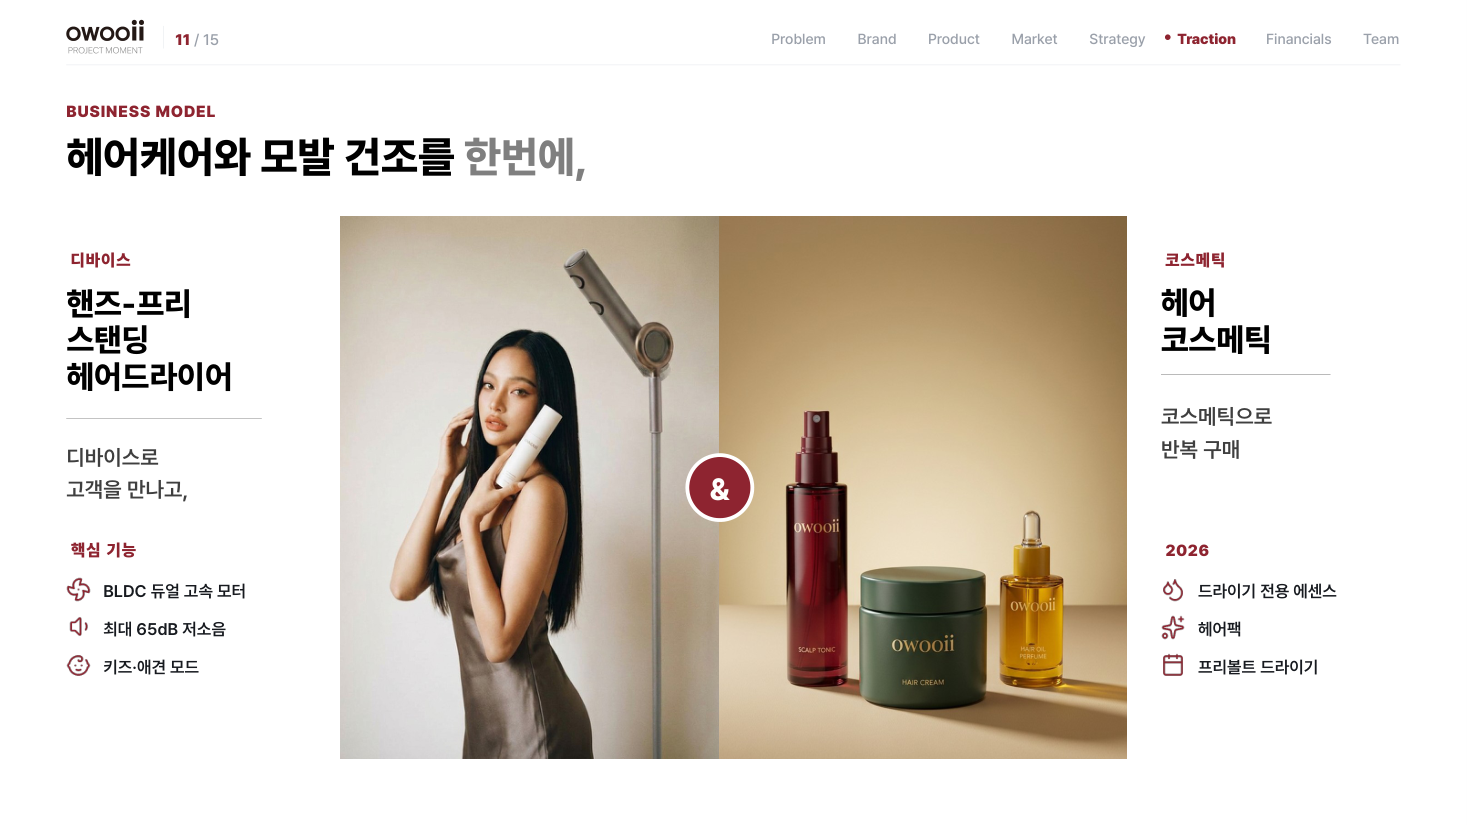 owooii
PROJECT MOMENT
11 / 15
Problem
Brand
Product
Market
Strategy
• Traction
Financials
Team
BUSINESS MODEL
헤어케어와 모발 건조를 한번에,
디바이스
핸즈-프리
스탠딩
헤어드라이어
디바이스로
고객을 만나고,
핵심 기능
BLDC 듀얼 고속 모터
최대 65dB 저소음
키즈·애견 모드
&
owooii
SCALP TONIC
owooii
HAIR CREAM
owooii
HAIR OIL
PERFUME
코스메틱
헤어
코스메틱
코스메틱으로
반복 구매
2026
드라이기 전용 에센스
헤어팩
프리볼트 드라이기